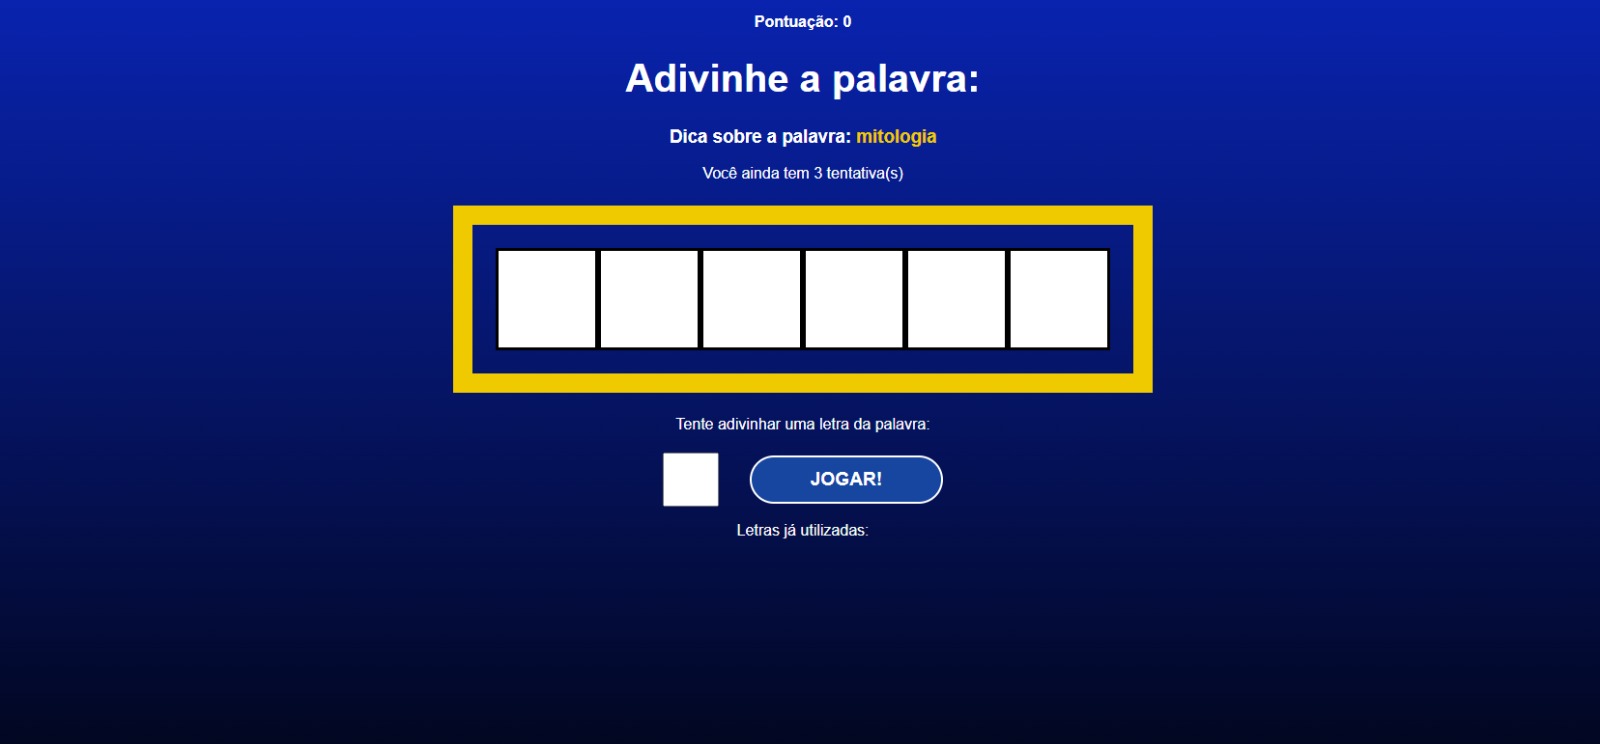 Pontuação: 0
Adivinhe a palavra:
Dica sobre a palavra: mitologia
Você ainda tem 3 tentativa(s)
Tente adivinhar uma letra da palavra:
JOGAR!
Letras já utilizadas: